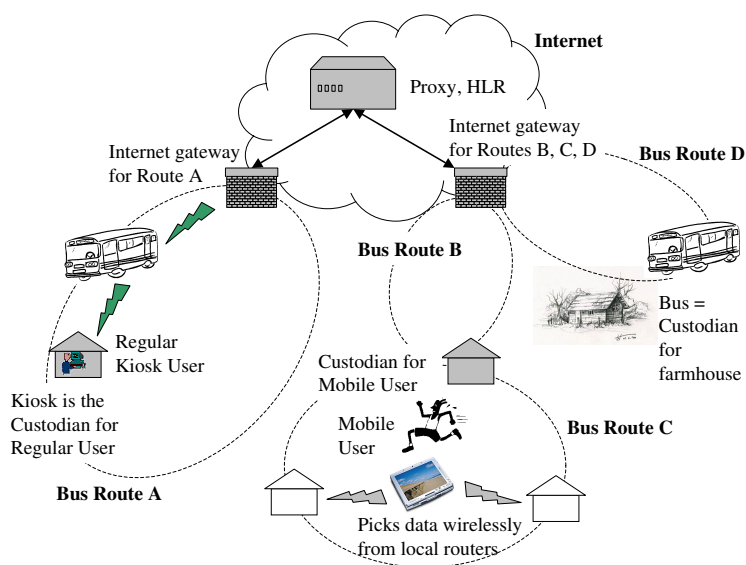 Internet
Proxy, HLR
Internet gateway
for Route A
Internet gateway
for Routes B, C, D
Bus Route D
Bus Route B
Bus =
Custodian
for
farmhouse
Regular
Kiosk User
Kiosk is the
Custodian for
Regular User
Bus Route A
Custodian for
Mobile User
Mobile
User
Bus Route C
Picks data wirelessly
from local routers